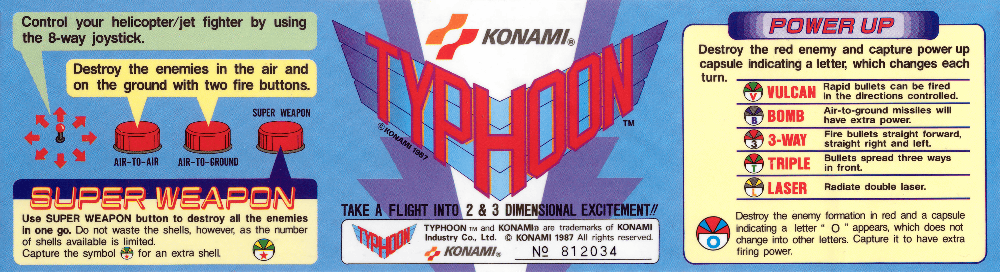 Control your helicopter/jet fighter by using
the 8-way joystick.
Destroy the enemies in the air and
on the ground with two fire buttons.
SUPER WEAPON
AIR-TO-AIR
AIR-TO-GROUND
SUPER WEAPON
Use SUPER WEAPON button to destroy all the enemies
in one go. Do not waste the shells, however, as the number
of shells available is limited.
Capture the symbol for an extra shell.
KONAMI®
TYPHOON
TM
© KONAMI 1987
TAKE A FLIGHT INTO 2 & 3 DIMENSIONAL EXCITEMENT!!
TYPHOON
TYPHOON TM and KONAMI® are trademarks of KONAMI
Industry Co., Ltd. © KONAMI 1987 All rights reserved.
KONAMI®
Nº 812034
POWER UP
Destroy the red enemy and capture power up
capsule indicating a letter, which changes each
turn.
V VULCAN Rapid bullets can be fired
in the directions controlled.
B BOMB Air-to-ground missiles will
have extra power.
3 3-WAY Fire bullets straight forward,
straight right and left.
T TRIPLE Bullets spread three ways
in front.
L LASER Radiate double laser.
O
Destroy the enemy formation in red and a capsule
indicating a letter " O " appears, which does not
change into other letters. Capture it to have extra
firing power.